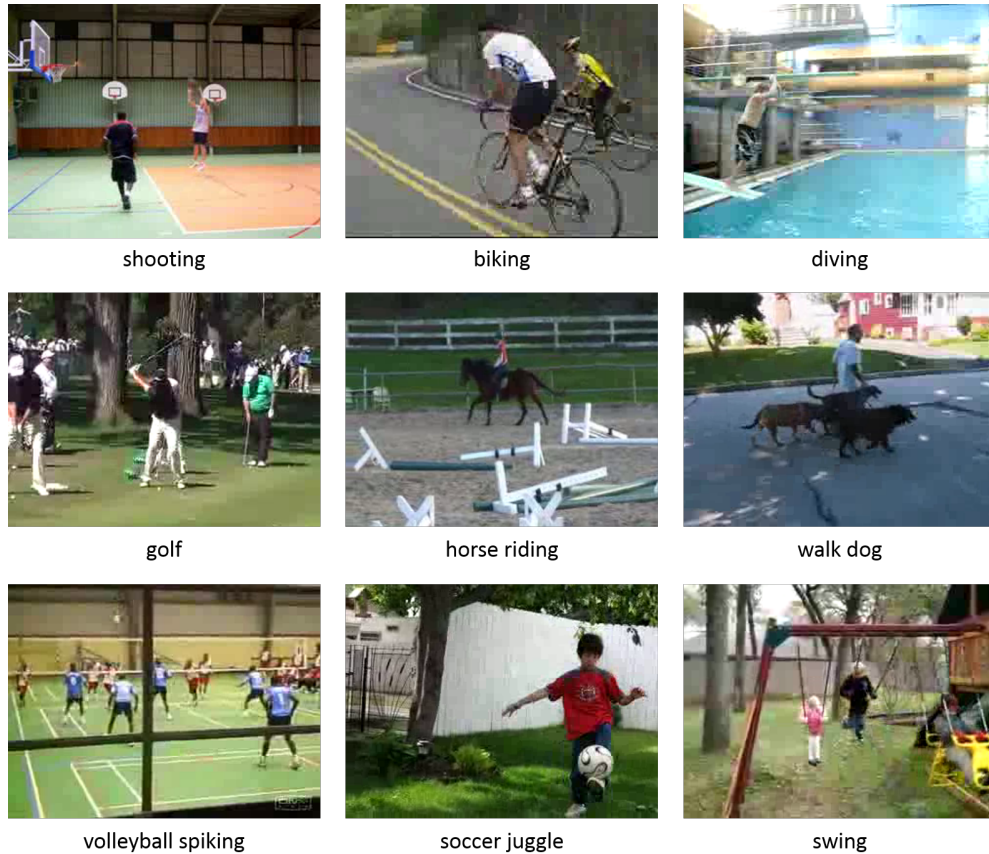 shooting
biking
diving
golf
horse riding
walk dog
volleyball spiking
soccer juggle
swing